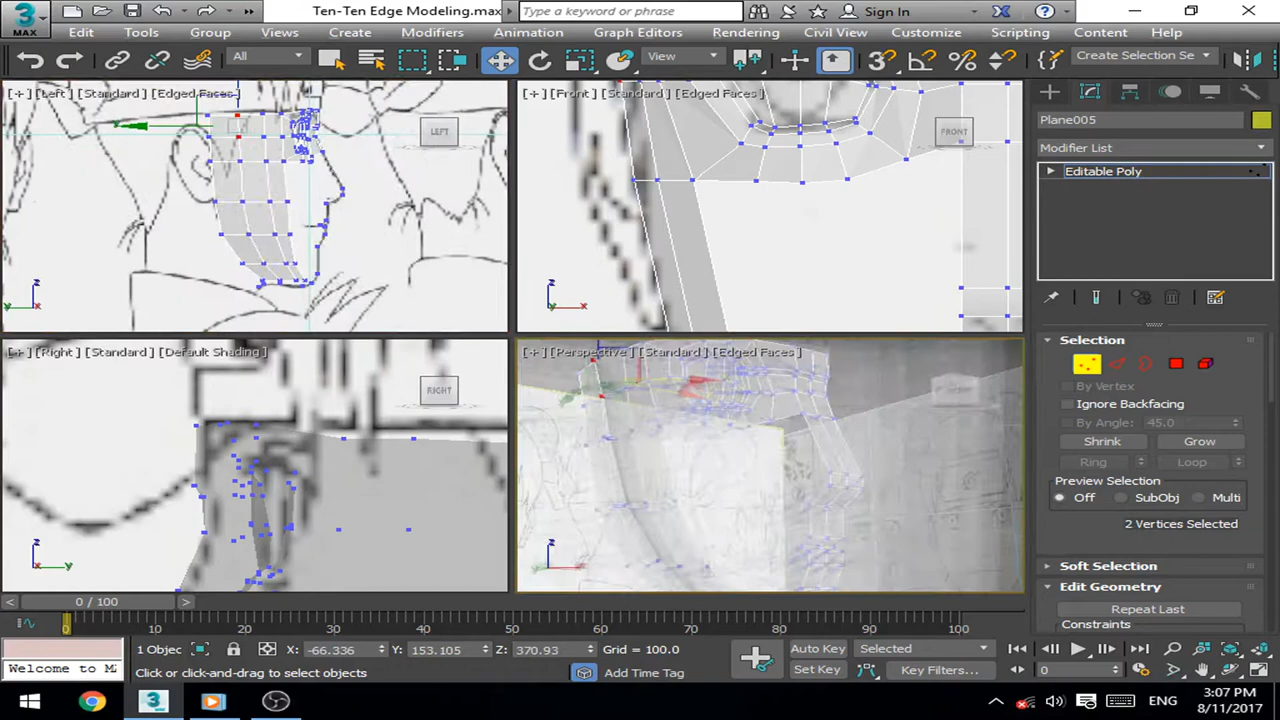 3
MAX
Ten-Ten Edge Modeling.max
Type a keyword or phrase
Sign In
Edit
Tools
Group
Views
Create
Modifiers
Animation
Graph Editors
Rendering
Civil View
Customize
Scripting
Content
Help
All
View
3
Create Selection Se
[+] [Left] [Standard] [Edged Faces]
LEFT
[+] [Front] [Standard] [Edged Faces]
FRONT
[+] [Right] [Standard] [Default Shading]
RIGHT
[+] [Perspective] [Standard] [Edged Faces]
Plane005
Modifier List
Editable Poly
Selection
By Vertex
Ignore Backfacing
By Angle: 45.0
Shrink Grow
Ring Loop
Preview Selection
Off SubObj Multi
2 Vertices Selected
Soft Selection
Edit Geometry
Repeat Last
Constraints
< 0 / 100 >
0 10 20 30 40 50 60 70 80 90 100
Welcome to MA
1 Objec X: -66.336 Y: 153.105 Z: 370.93 Grid = 100.0
Click or click-and-drag to select objects
Add Time Tag
Auto Key Selected
Set Key Key Filters...
0
ENG
3:07 PM
8/11/2017